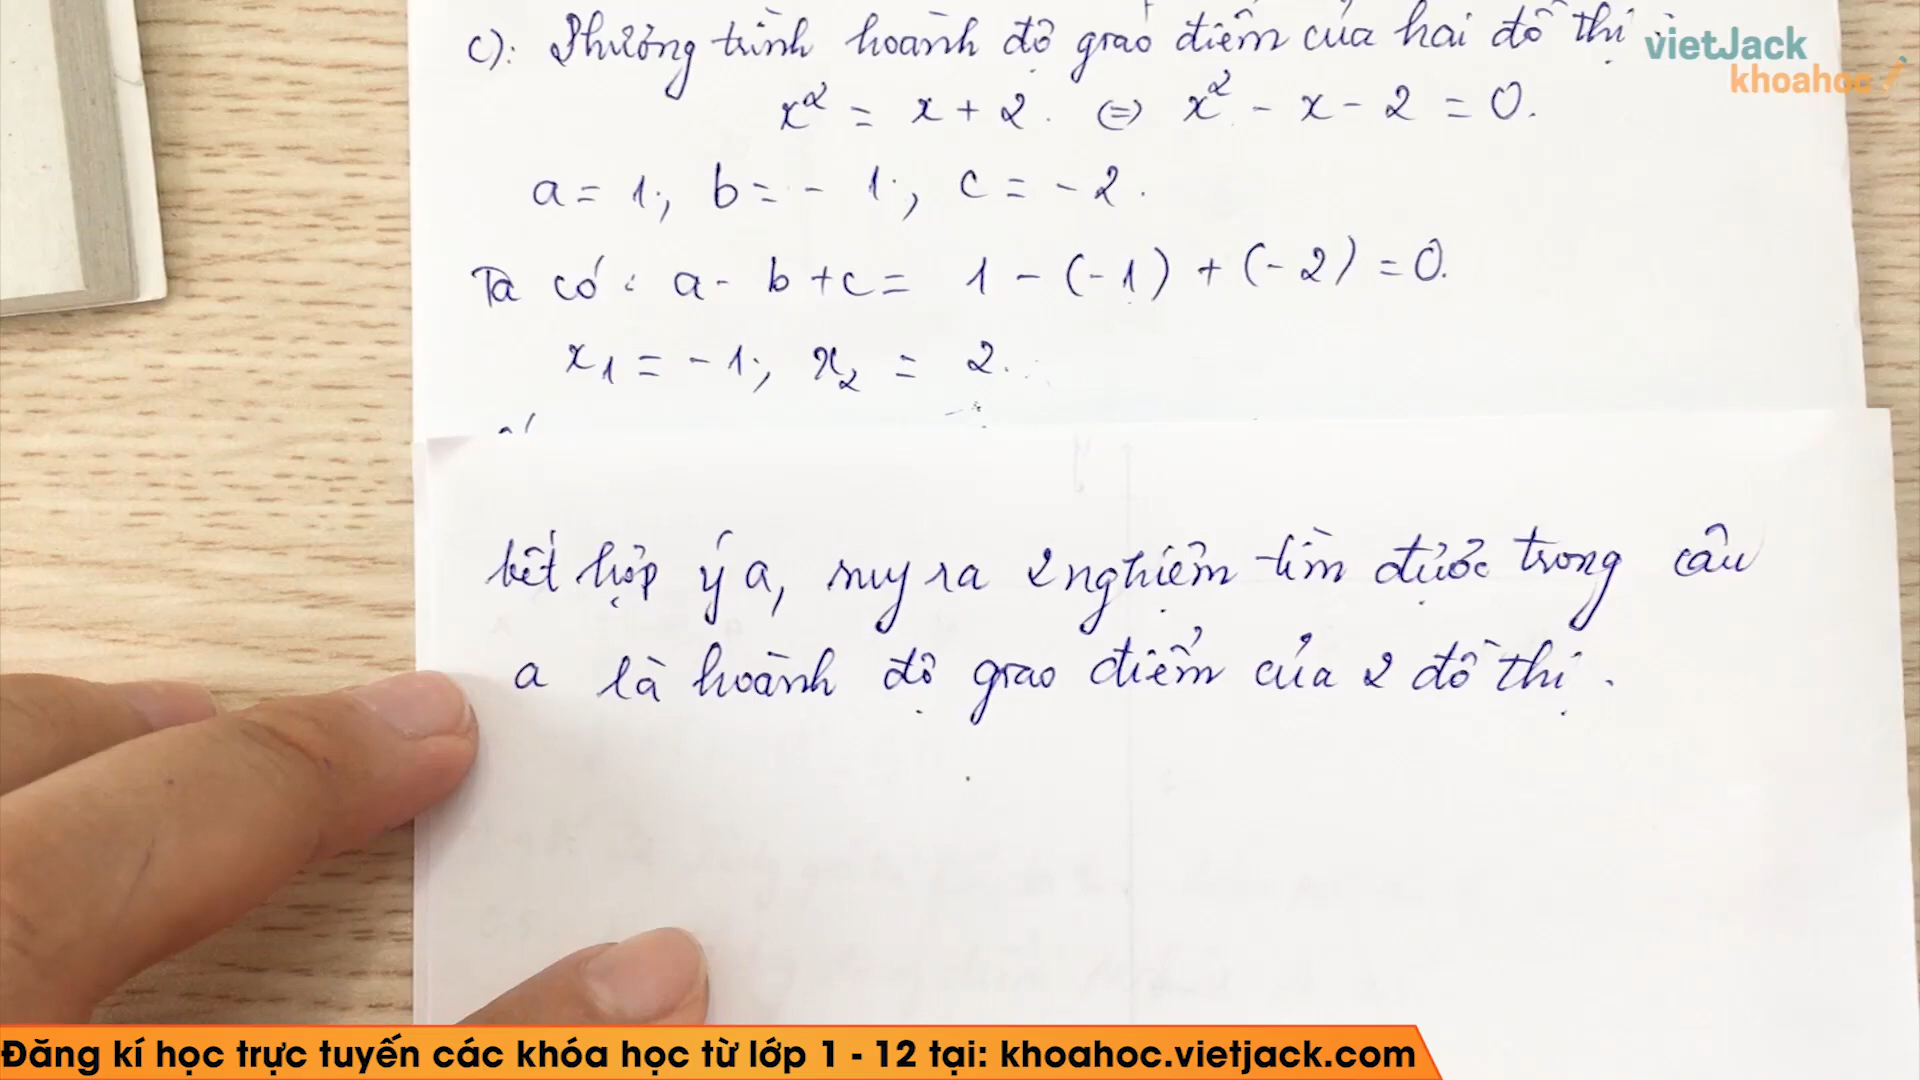 c): Phương trình hoành độ giao điểm của hai đồ thị:
x² = x + 2. ⇔ x² - x - 2 = 0.
a = 1; b = - 1; c = -2.
Ta có: a - b + c = 1 - (-1) + (-2) = 0.
x₁ = -1; x₂ = 2.
kết hợp ý a, suy ra 2 nghiệm tìm được trong câu
a là hoành độ giao điểm của 2 đồ thị.
vietJack
khoahoc
Đăng kí học trực tuyến các khóa học từ lớp 1 - 12 tại: khoahoc.vietjack.com